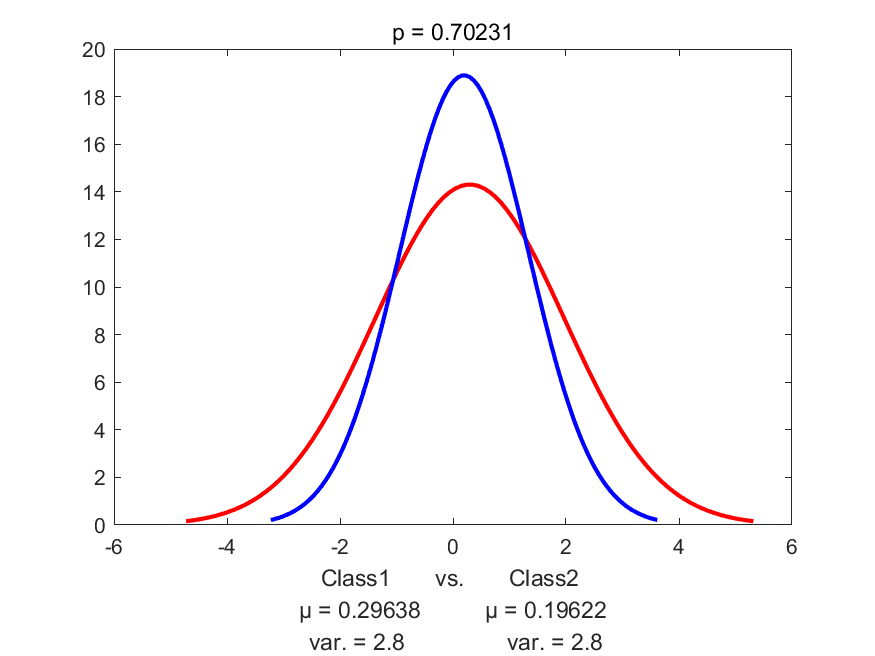 p = 0.70231
20
18
16
14
12
10
8
6
4
2
0
-6 -4 -2 0 2 4 6
Class1 vs. Class2
µ = 0.29638 µ = 0.19622
var. = 2.8 var. = 2.8